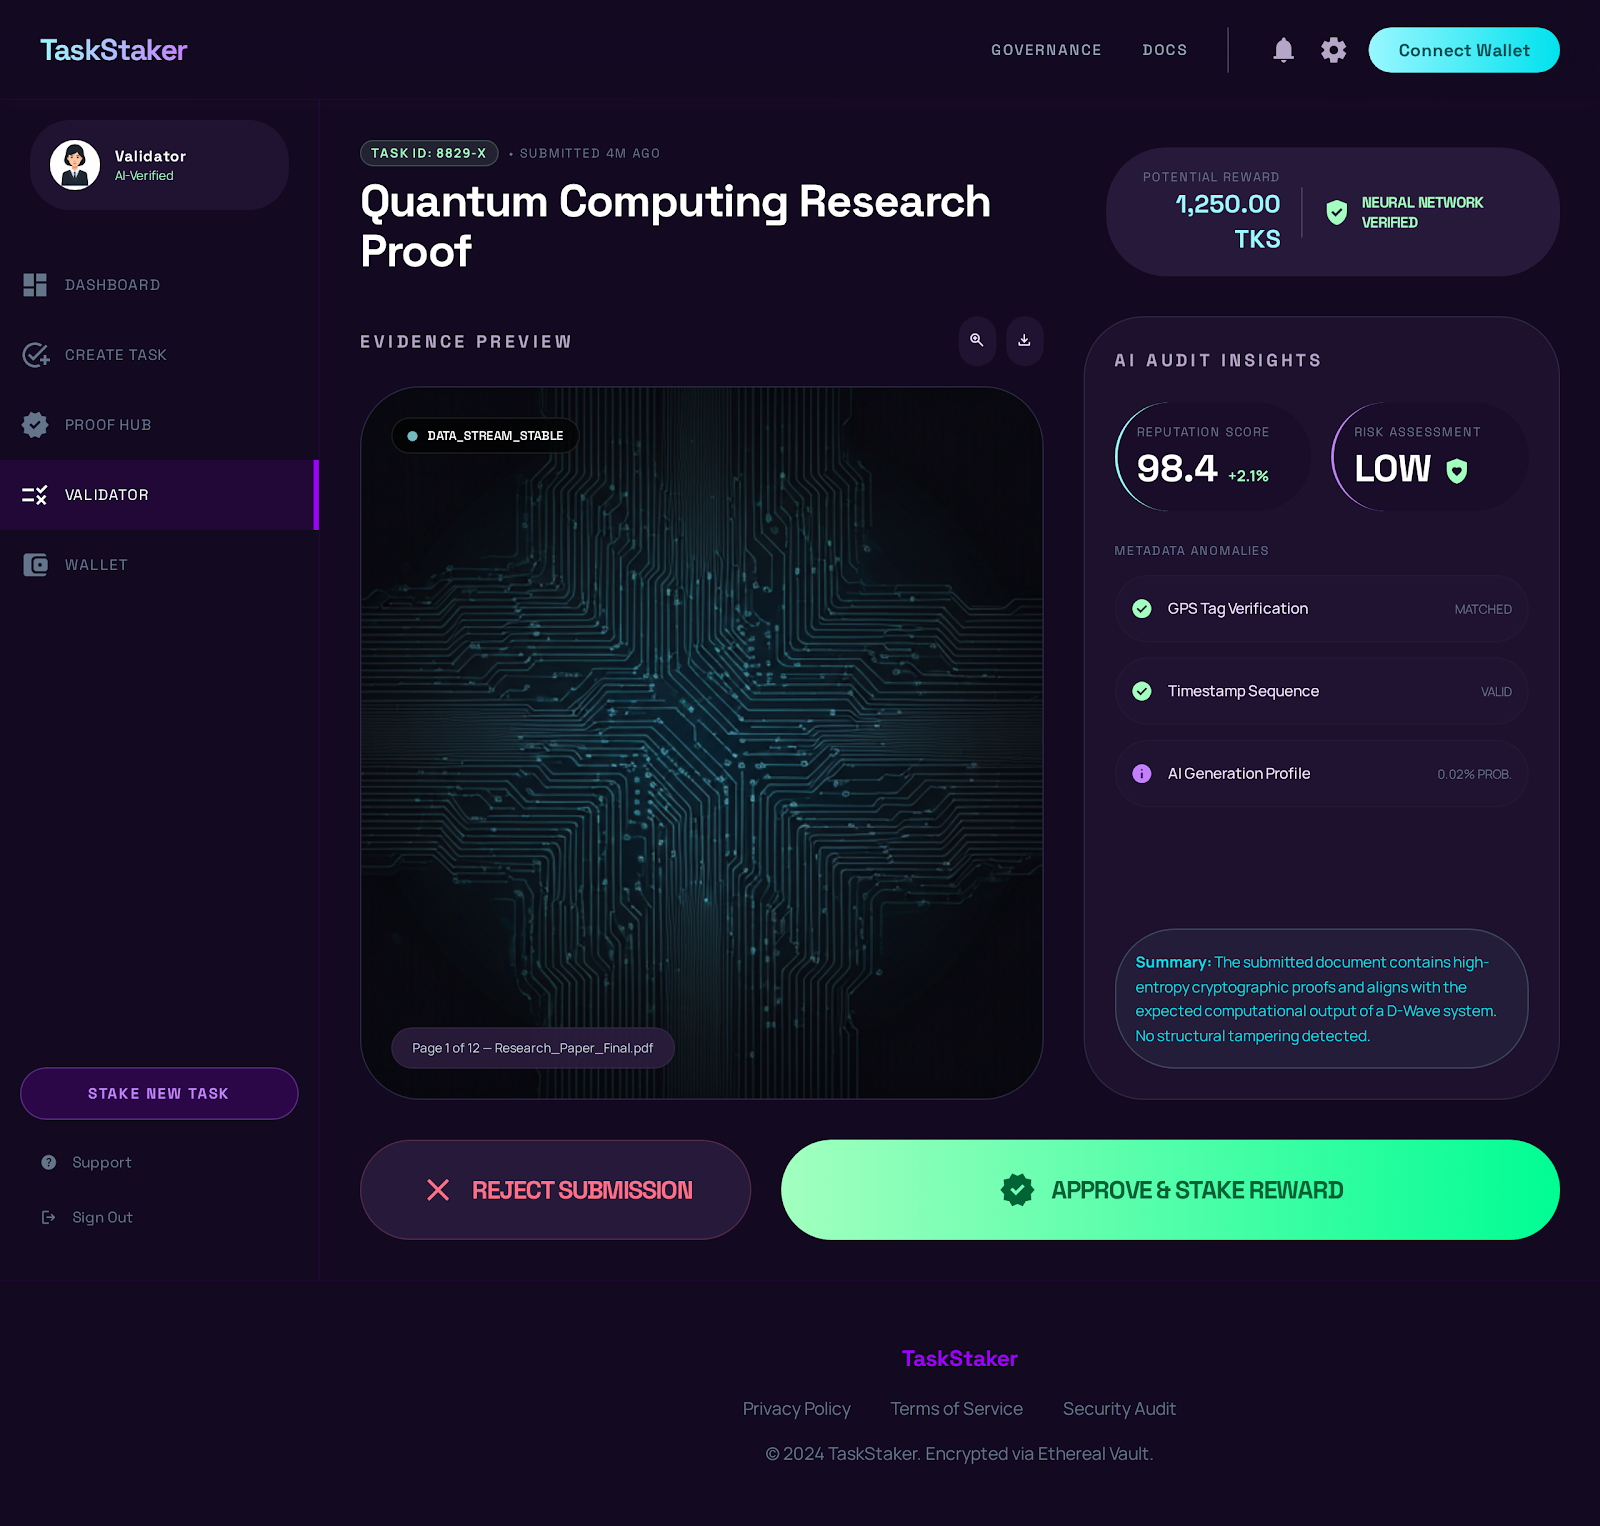 TaskStaker
GOVERNANCE
DOCS
Connect Wallet
Validator
AI-Verified
DASHBOARD
CREATE TASK
PROOF HUB
VALIDATOR
WALLET
STAKE NEW TASK
Support
Sign Out
TASK ID: 8829-X
• SUBMITTED 4M AGO
Quantum Computing Research
Proof
POTENTIAL REWARD
1,250.00
TKS
NEURAL NETWORK
VERIFIED
EVIDENCE PREVIEW
DATA_STREAM_STABLE
Page 1 of 12 — Research_Paper_Final.pdf
AI AUDIT INSIGHTS
REPUTATION SCORE
98.4 +2.1%
RISK ASSESSMENT
LOW
METADATA ANOMALIES
GPS Tag Verification
MATCHED
Timestamp Sequence
VALID
AI Generation Profile
0.02% PROB.
Summary: The submitted document contains high-
entropy cryptographic proofs and aligns with the
expected computational output of a D-Wave system.
No structural tampering detected.
REJECT SUBMISSION
APPROVE & STAKE REWARD
TaskStaker
Privacy Policy
Terms of Service
Security Audit
© 2024 TaskStaker. Encrypted via Ethereal Vault.